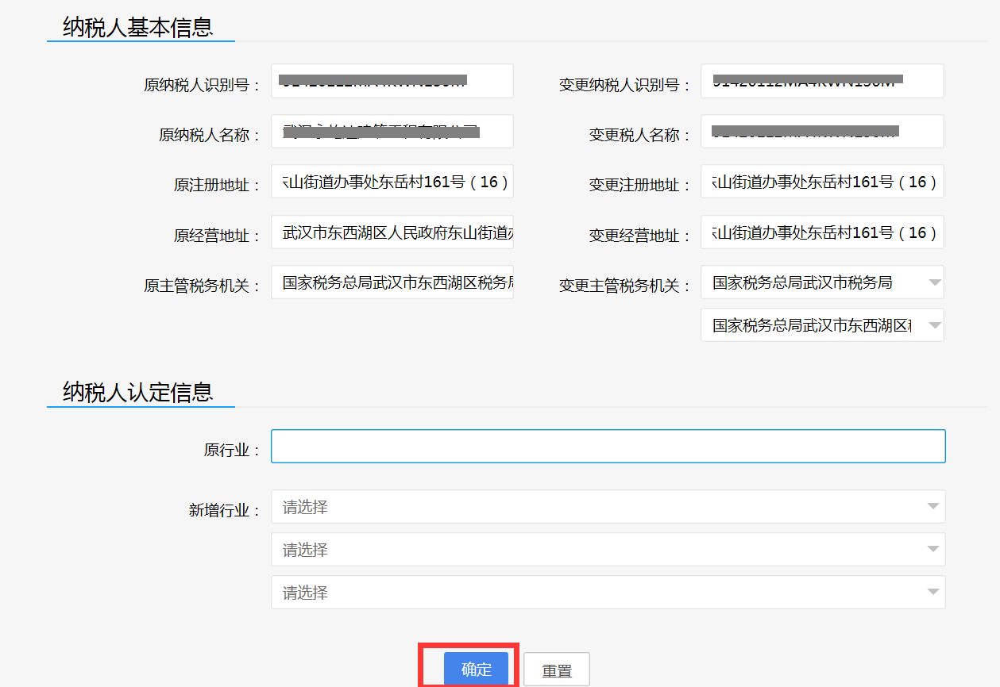 纳税人基本信息
原纳税人识别号： 变更纳税人识别号：
原纳税人名称： 变更税人名称：
原注册地址： 山街道办事处东岳村161号（16） 变更注册地址： 山街道办事处东岳村161号（16）
原经营地址： 武汉市东西湖区人民政府东山街道 变更经营地址： 山街道办事处东岳村161号（16）
原主管税务机关： 国家税务总局武汉市东西湖区税务 变更主管税务机关： 国家税务总局武汉市税务局
国家税务总局武汉市东西湖区
纳税人认定信息
原行业：
新增行业： 请选择
请选择
请选择
确定 重置